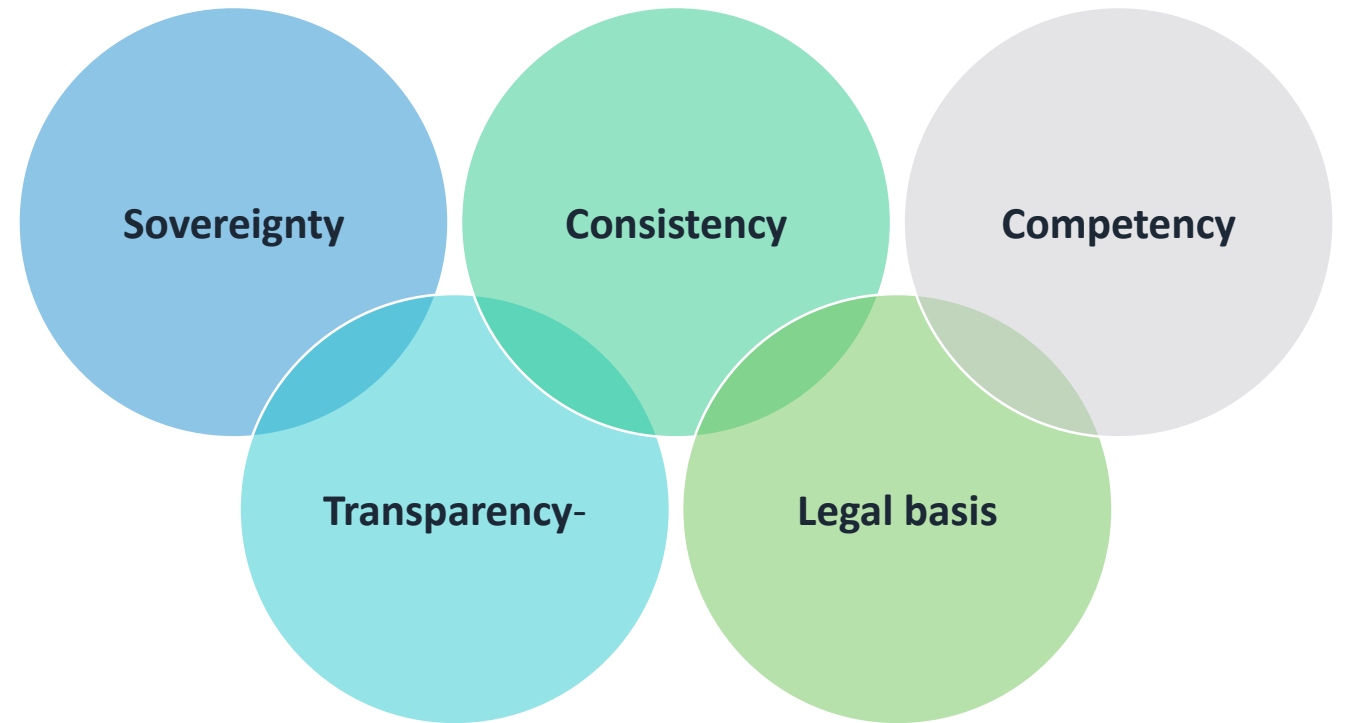 Sovereignty
Consistency
Competency
Transparency-
Legal basis